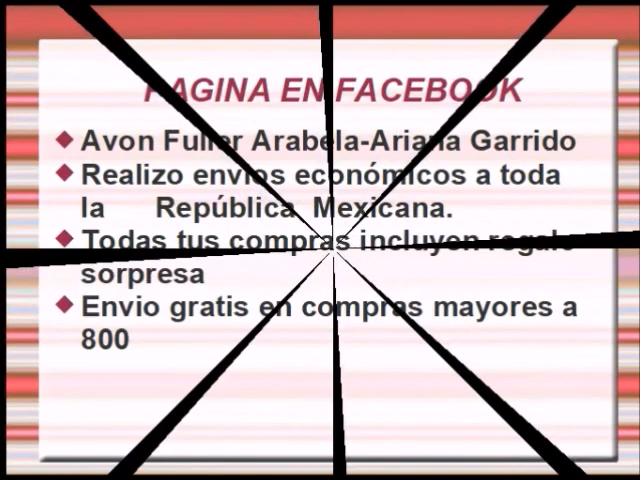 PAGINA EN FACEBOOK
Avon Fuller Arabela-Ariana Garrido
Realizo envios económicos a toda
la República Mexicana.
Todas tus compras incluyen regalo
sorpresa
Envio gratis en compras mayores a
800